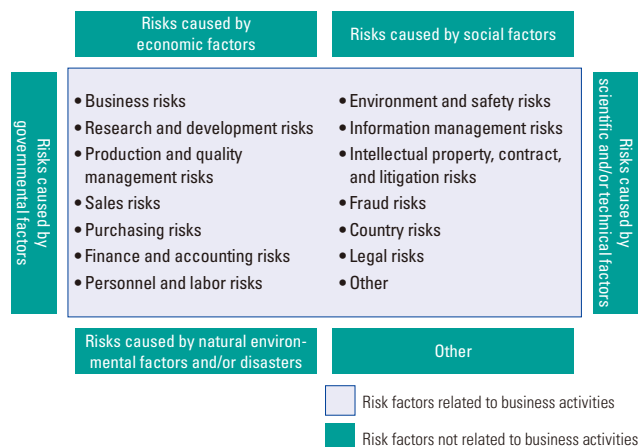 Risks caused by
economic factors
Risks caused by social factors
Risks caused by
governmental factors
• Business risks
• Research and development risks
• Production and quality
management risks
• Sales risks
• Purchasing risks
• Finance and accounting risks
• Personnel and labor risks
• Environment and safety risks
• Information management risks
• Intellectual property, contract,
and litigation risks
• Fraud risks
• Country risks
• Legal risks
• Other
Risks caused by
scientific and/or technical factors
Risks caused by natural environ-
mental factors and/or disasters
Other
Risk factors related to business activities
Risk factors not related to business activities